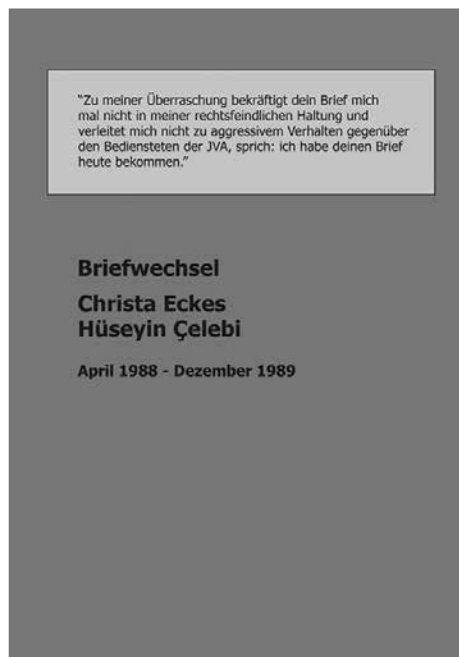 "Zu meiner Überraschung bekräftigt dein Brief mich
mal nicht in meiner rechtsfeindlichen Haltung und
verleitet mich nicht zu aggressivem Verhalten gegenüber
den Bediensteten der JVA, sprich: ich habe deinen Brief
heute bekommen."
Briefwechsel
Christa Eckes
Hüseyin Çelebi
April 1988 - Dezember 1989